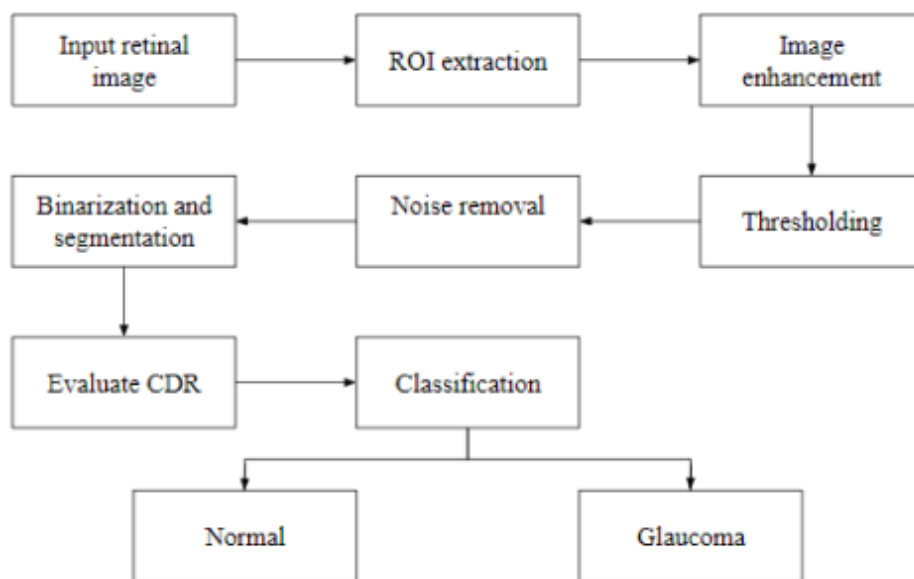 Input retinal
image
ROI extraction
Image
enhancement
Thresholding
Noise removal
Binarization and
segmentation
Evaluate CDR
Classification
Normal
Glaucoma